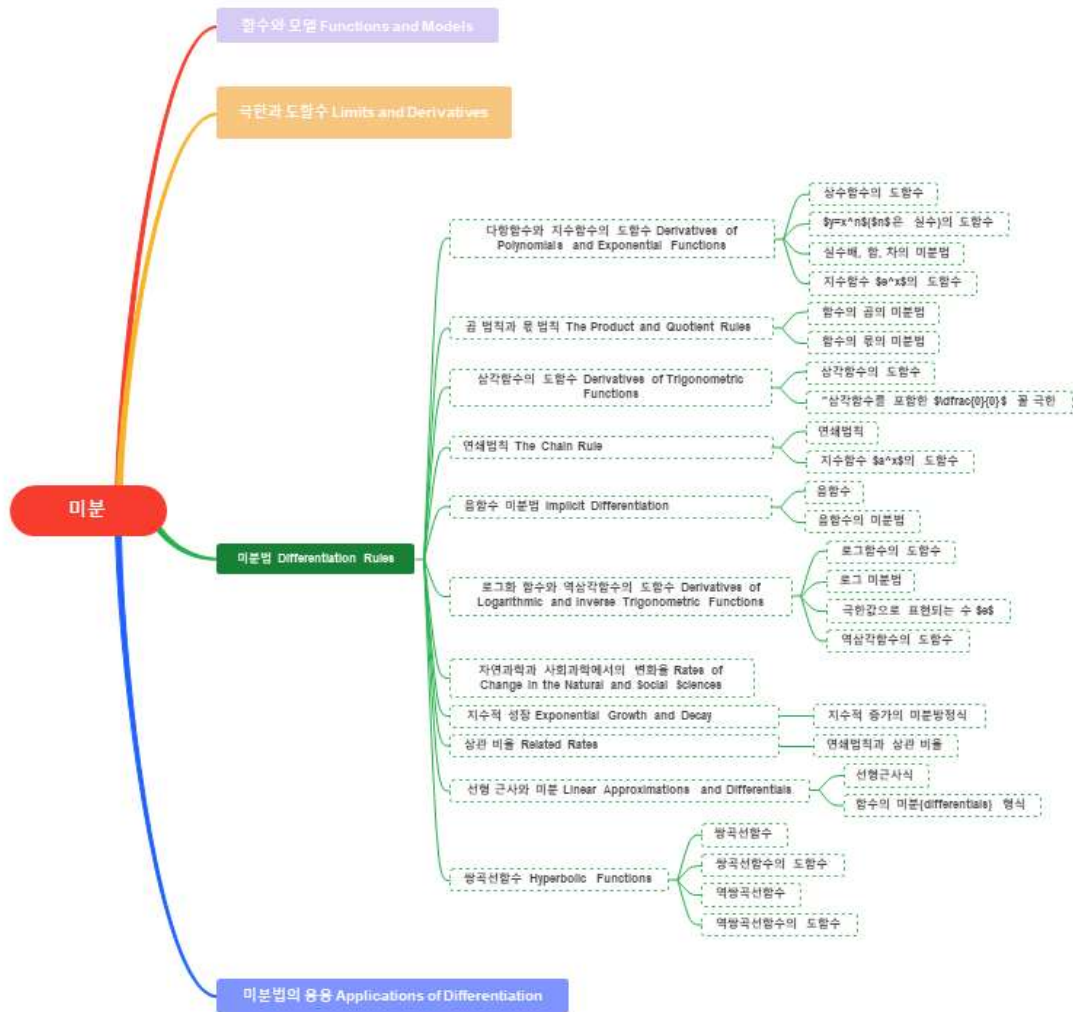 함수와 모델 Functions and Models
극한과 도함수 Limits and Derivatives
상수함수의 도함수
다항함수와 지수함수의 도함수 Derivatives of
Polynomials and Exponential Functions
$y=x^n$($n$은 실수)의 도함수
실수배, 합, 차의 미분법
지수함수 $e^x$의 도함수
곱 법칙과 몫 법칙 The Product and Quotient Rules
함수의 곱의 미분법
함수의 몫의 미분법
삼각함수의 도함수 Derivatives of Trigonometric
Functions
삼각함수의 도함수
"삼각함수를 포함한 $\dfrac{0}{0}$ 꼴 극한
연쇄법칙 The Chain Rule
연쇄법칙
지수함수 $a^x$의 도함수
미분
음함수 미분법 Implicit Differentiation
음함수
음함수의 미분법
미분법 Differentiation Rules
로그화 함수와 역삼각함수의 도함수 Derivatives of
Logarithmic and Inverse Trigonometric Functions
로그함수의 도함수
로그 미분법
극한값으로 표현되는 수 $e$
역삼각함수의 도함수
자연과학과 사회과학에서의 변화율 Rates of
Change in the Natural and Social Sciences
지수적 성장 Exponential Growth and Decay
지수적 증가의 미분방정식
상관 비율 Related Rates
연쇄법칙과 상관 비율
선형 근사와 미분 Linear Approximations and Differentials
선형근사식
함수의 미분(differentials) 형식
쌍곡선함수 Hyperbolic Functions
쌍곡선함수
쌍곡선함수의 도함수
역쌍곡선함수
역쌍곡선함수의 도함수
미분법의 응용 Applications of Differentiation